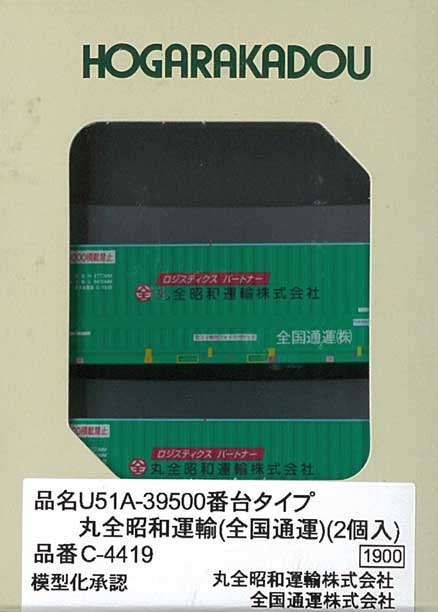 HOGARAKADOU
ロジスティクス パートナー
全 丸全昭和運輸株式会社
全国通運㈱
ロジスティクス パートナー
全 丸全昭和運輸株式会社
品名U51A-39500番台タイプ
丸全昭和運輸(全国通運)(2個入)
品番C-4419
1900
模型化承認
丸全昭和運輸株式会社
全国通運株式会社